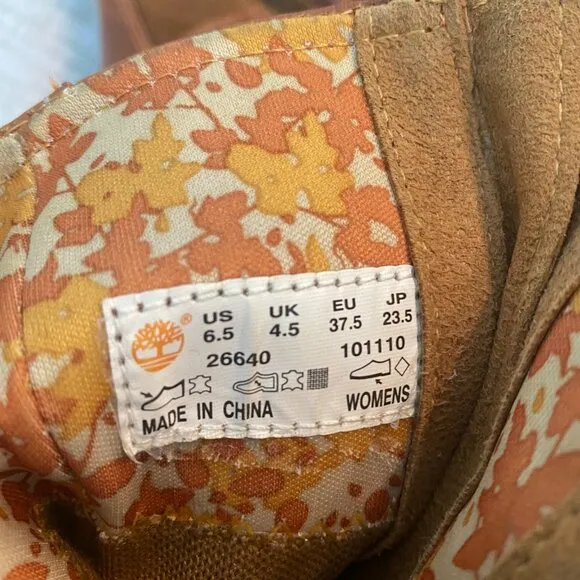 US UK EU JP
6.5 4.5 37.5 23.5
26640 101110
MADE IN CHINA WOMENS
®